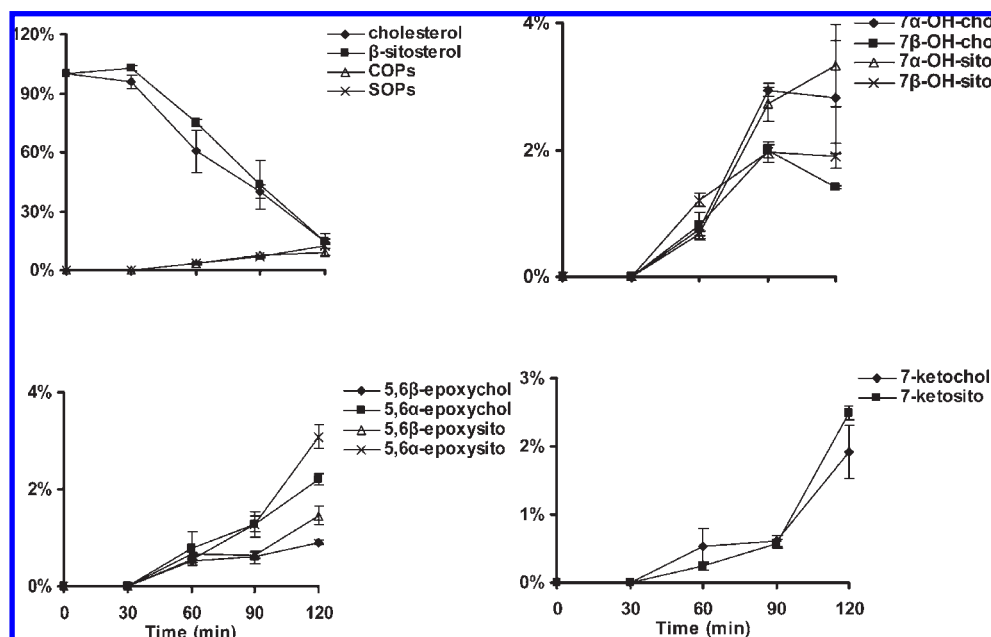 120%
90%
60%
30%
0%
cholesterol
β-sitosterol
COPs
SOPs
4%
2%
0%
7α-OH-chol
7β-OH-chol
7α-OH-sito
7β-OH-sito
4%
2%
0%
0 30 60 90 120
Time (min)
5,6β-epoxychol
5,6α-epoxychol
5,6β-epoxysito
5,6α-epoxysito
3%
2%
1%
0%
0 30 60 90 120
Time (min)
7-ketochol
7-ketosito